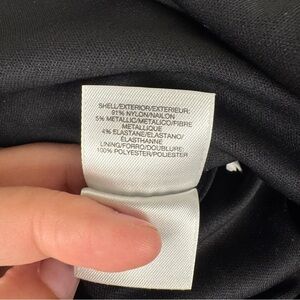 SHELL/EXTERIOR/EXTERIEUR:
91% NYLON/NAILON
5% METALLIC/METALICO/FIBRE
METALLIQUE
4% ELASTANE/ELASTANO/
ÉLASTHANNE
LINING/FORRO/DOUBLURE:
100% POLYESTER/POLIESTER